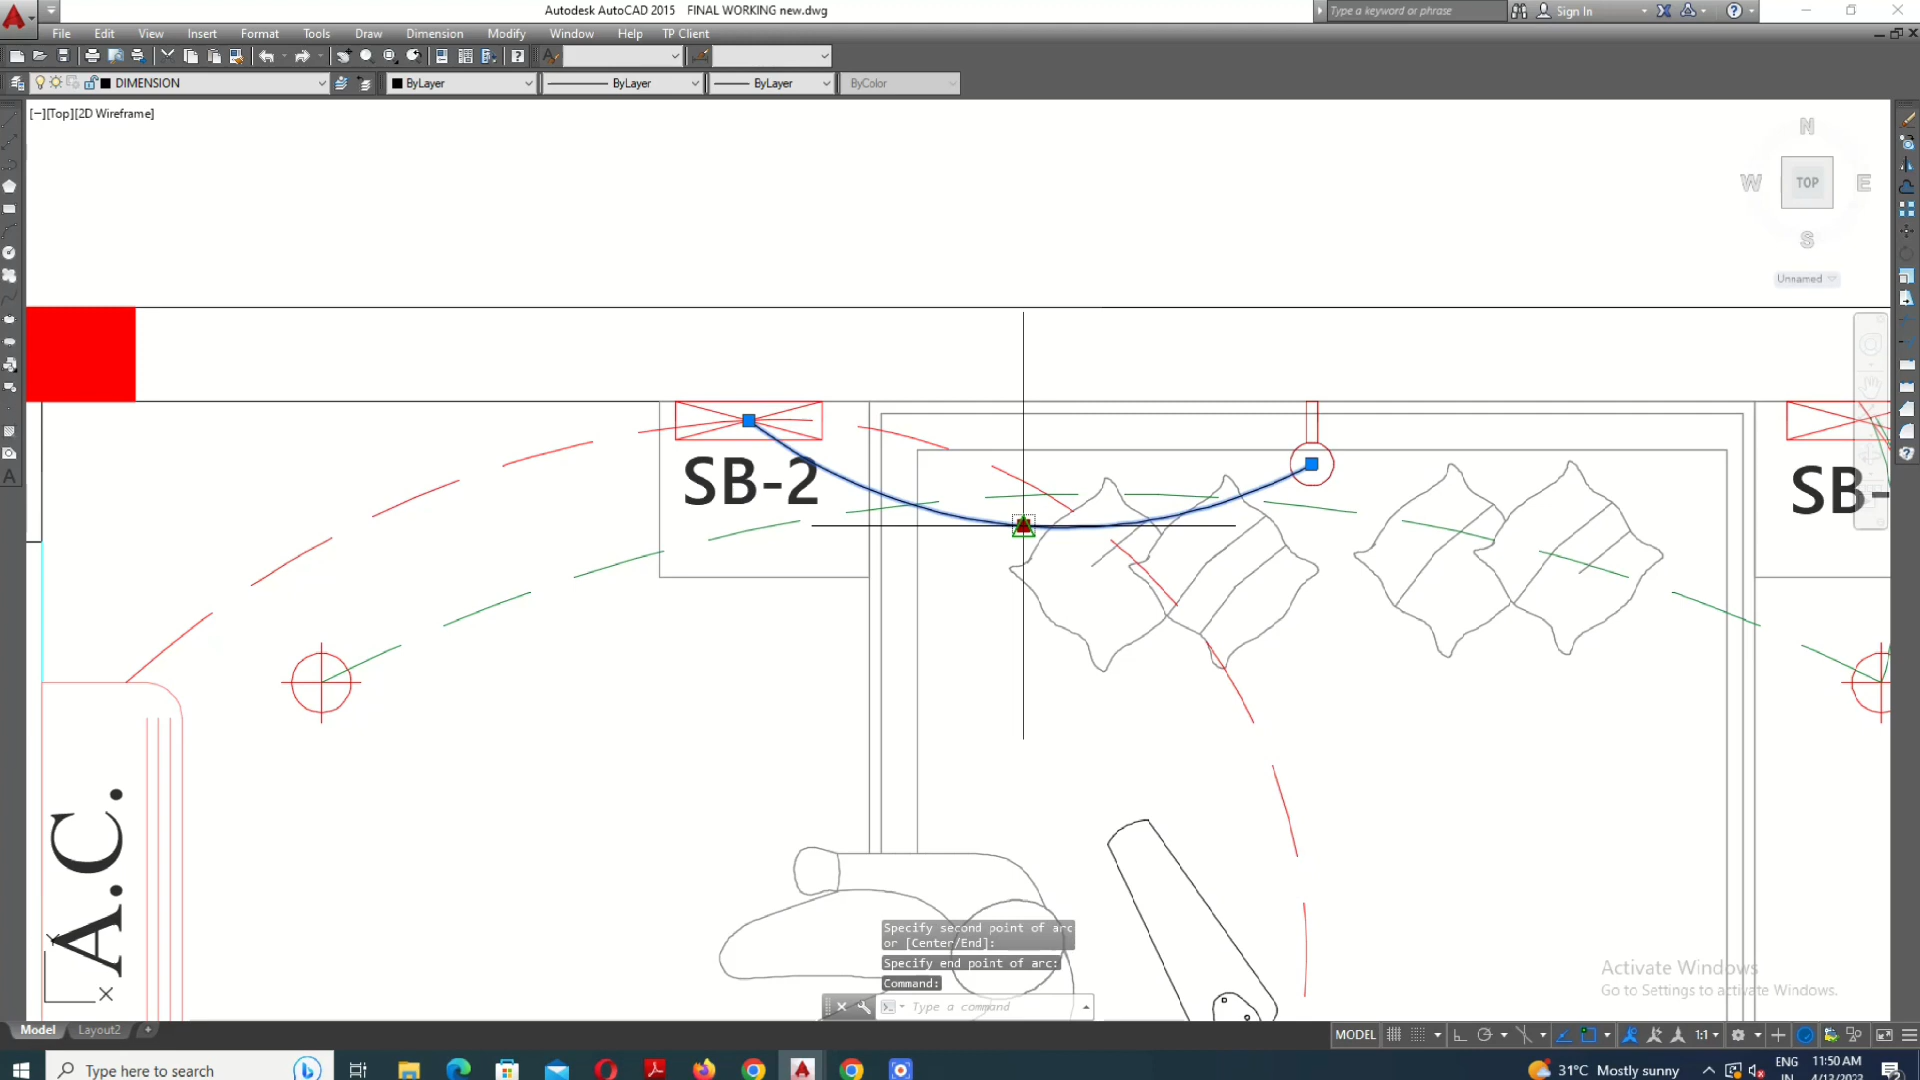 Autodesk AutoCAD 2015    FINAL WORKING new.dwg
Type a keyword or phrase
Sign In
File Edit View Insert Format Tools Draw Dimension Modify Window Help TP Client
DIMENSION ByLayer ByLayer ByLayer ByColor
[−][Top][2D Wireframe]
N
W TOP E
S
Unnamed
SB-2
SB-
A.C.
X
Specify second point of arc
or [Center/End]:
Specify end point of arc:
Command:
Type a command
Activate Windows
Go to Settings to activate Windows.
Model Layout2 +
MODEL 1:1
Type here to search
31°C Mostly sunny
ENG
IN
11:50 AM